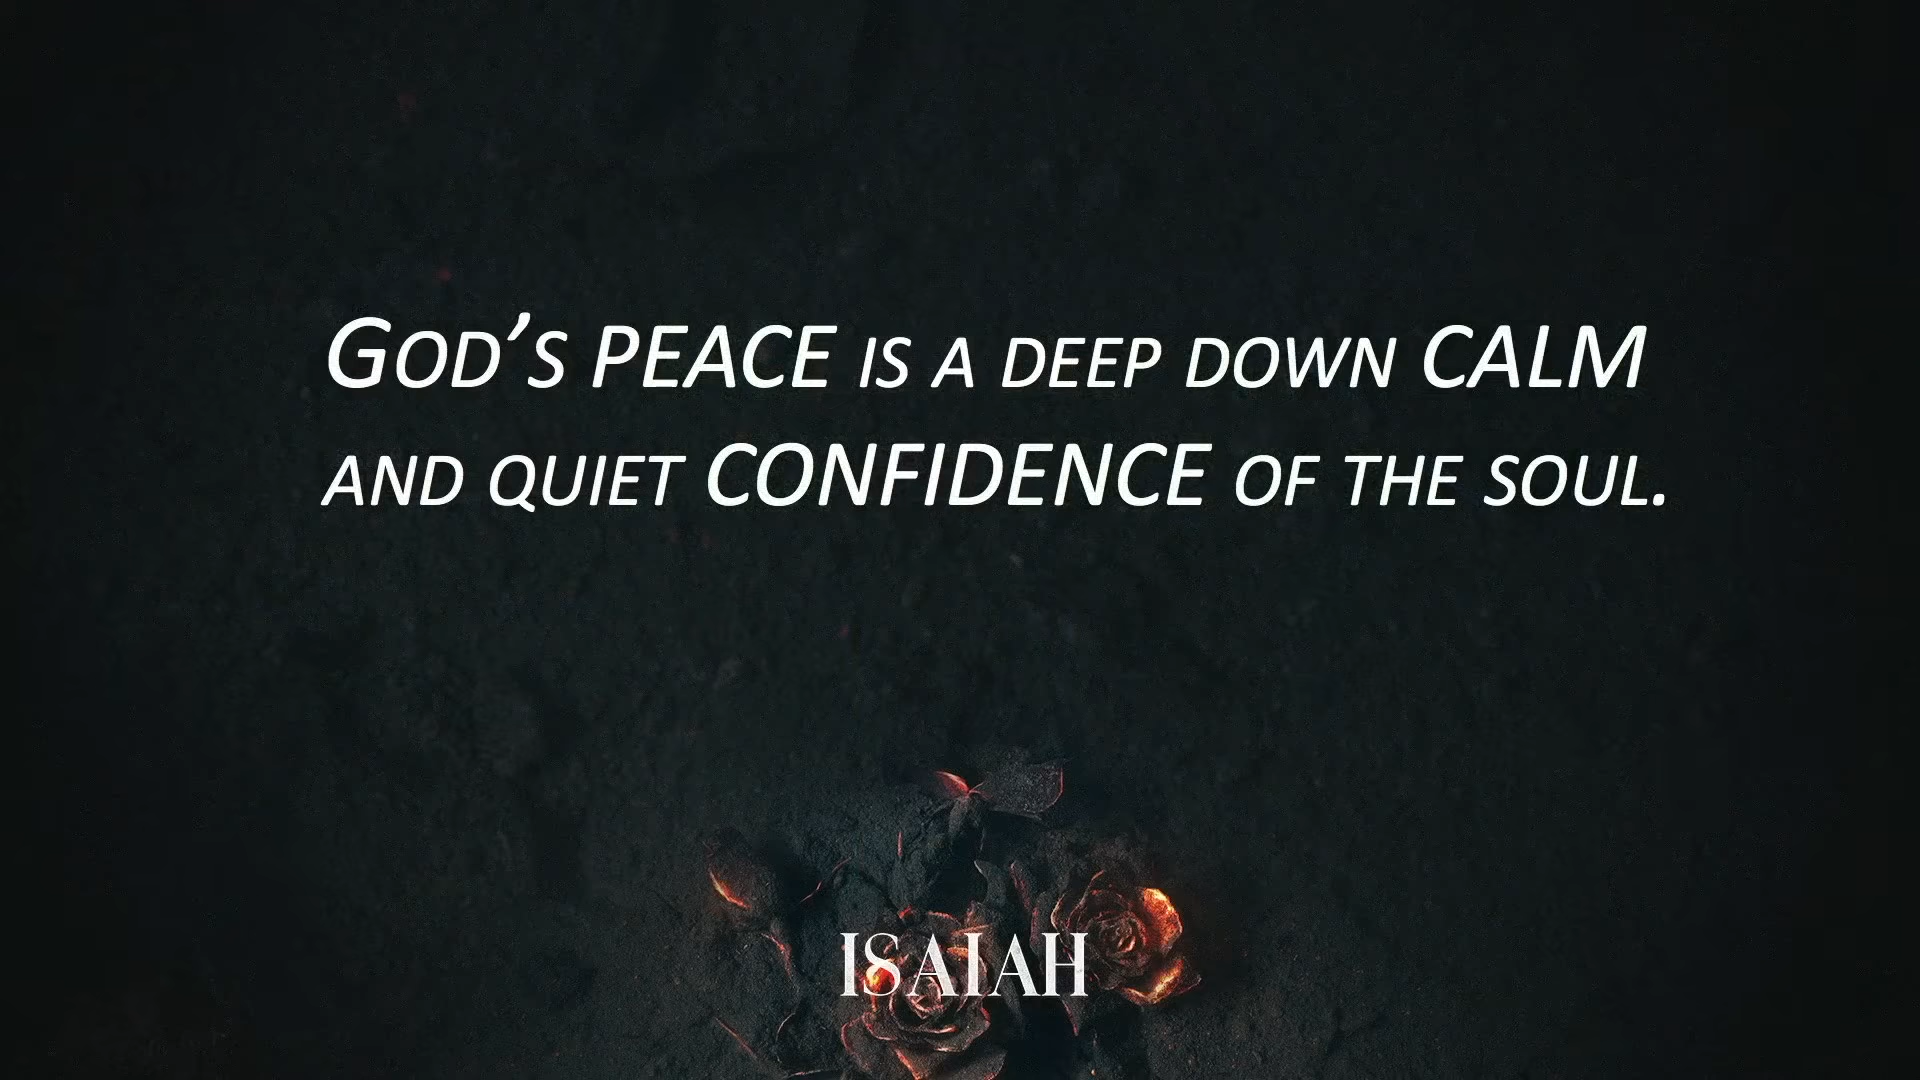 God's PEACE is a deep down CALM
and quiet CONFIDENCE of the soul.
ISAIAH